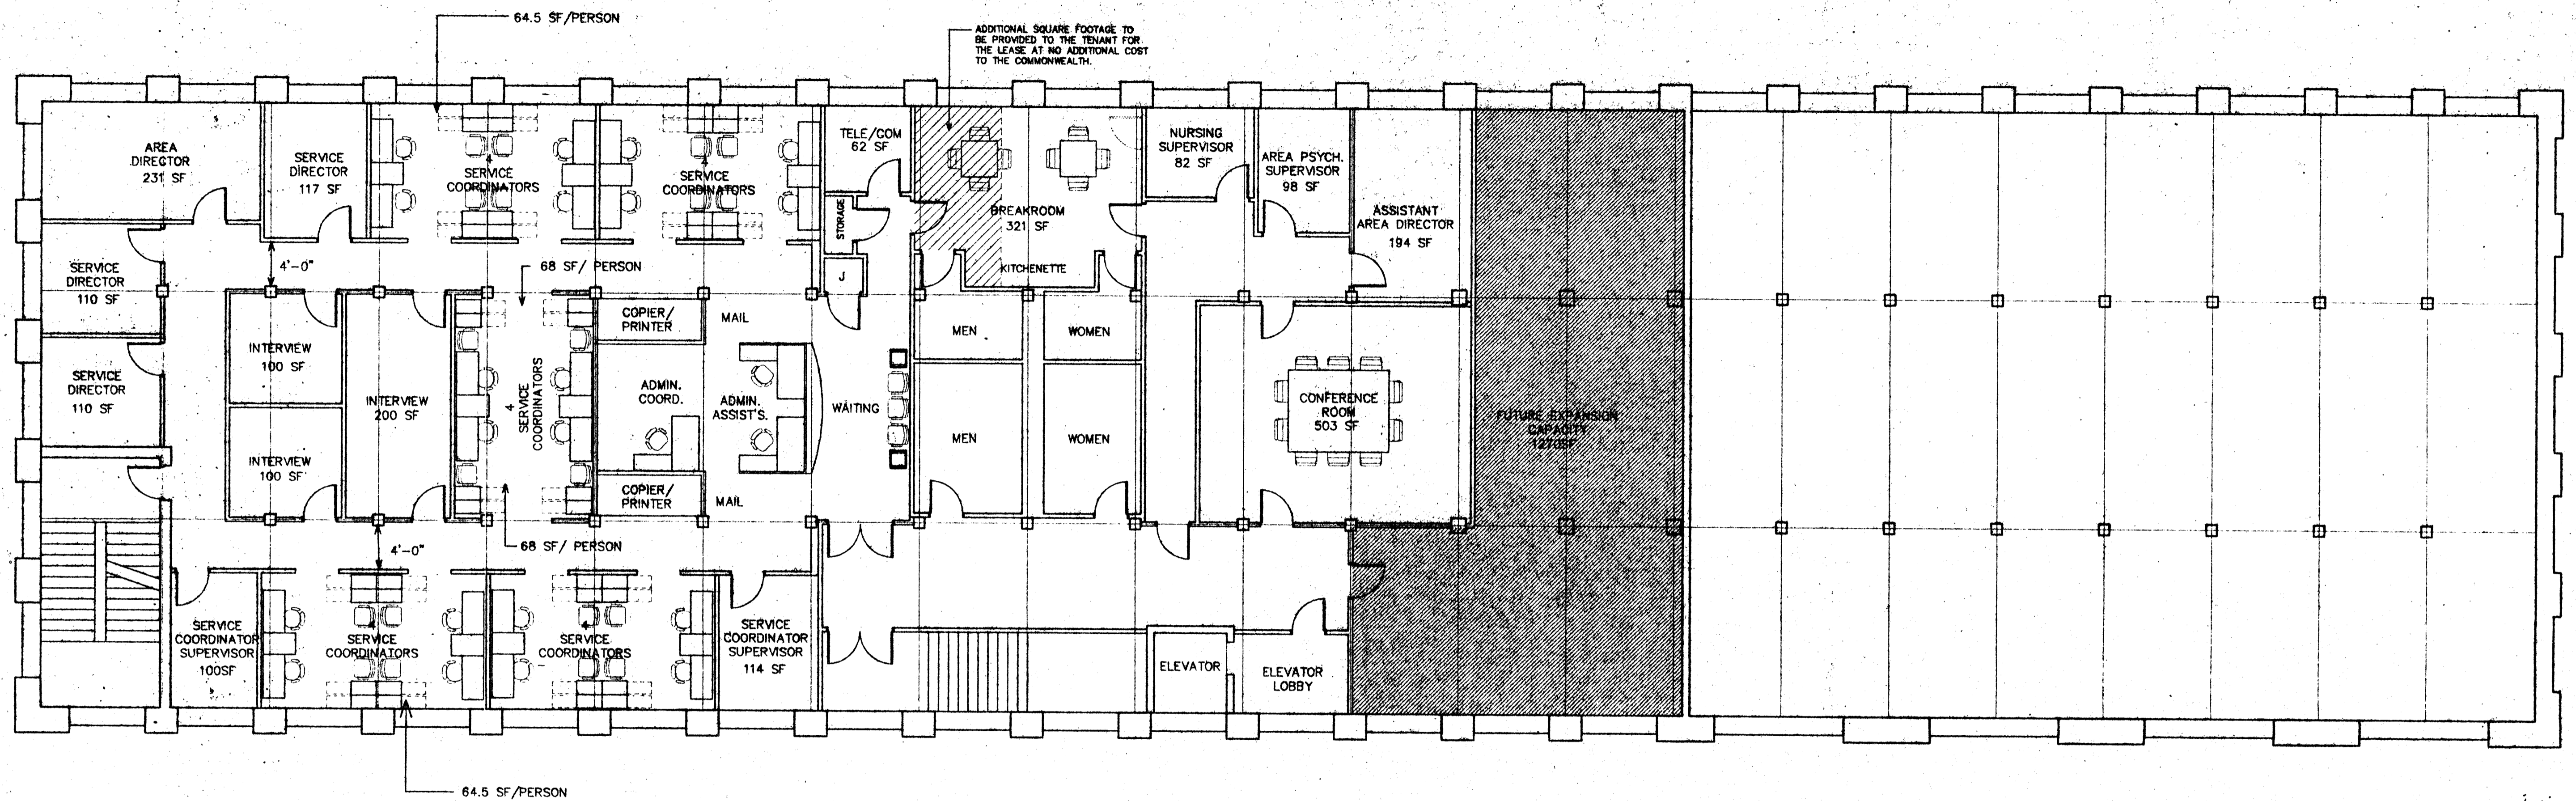 64.5 SF/PERSON
ADDITIONAL SQUARE FOOTAGE TO
BE PROVIDED TO THE TENANT FOR
THE LEASE AT NO ADDITIONAL COST
TO THE COMMONWEALTH.
AREA
DIRECTOR
231 SF
SERVICE
DIRECTOR
117 SF
4
SERVICE
COORDINATORS
4
SERVICE
COORDINATORS
TELE/COM
62 SF
STORAGE
J
BREAKROOM
321 SF
KITCHENETTE
NURSING
SUPERVISOR
82 SF
AREA PSYCH.
SUPERVISOR
98 SF
ASSISTANT
AREA DIRECTOR
194 SF
SERVICE
DIRECTOR
110 SF
4'-0"
68 SF/ PERSON
SERVICE
DIRECTOR
110 SF
INTERVIEW
100 SF
INTERVIEW
200 SF
INTERVIEW
100 SF
4
SERVICE
COORDINATORS
COPIER/
PRINTER
MAIL
ADMIN.
COORD.
ADMIN.
ASSIST'S.
WAITING
COPIER/
PRINTER
MAIL
MEN
WOMEN
MEN
WOMEN
CONFERENCE
ROOM
503 SF
FUTURE EXPANSION
CAPACITY
1270SF
4'-0"
68 SF/ PERSON
SERVICE
COORDINATOR
SUPERVISOR
100SF
4
SERVICE
COORDINATORS
4
SERVICE
COORDINATORS
SERVICE
COORDINATOR
SUPERVISOR
114 SF
ELEVATOR
ELEVATOR
LOBBY
64.5 SF/PERSON